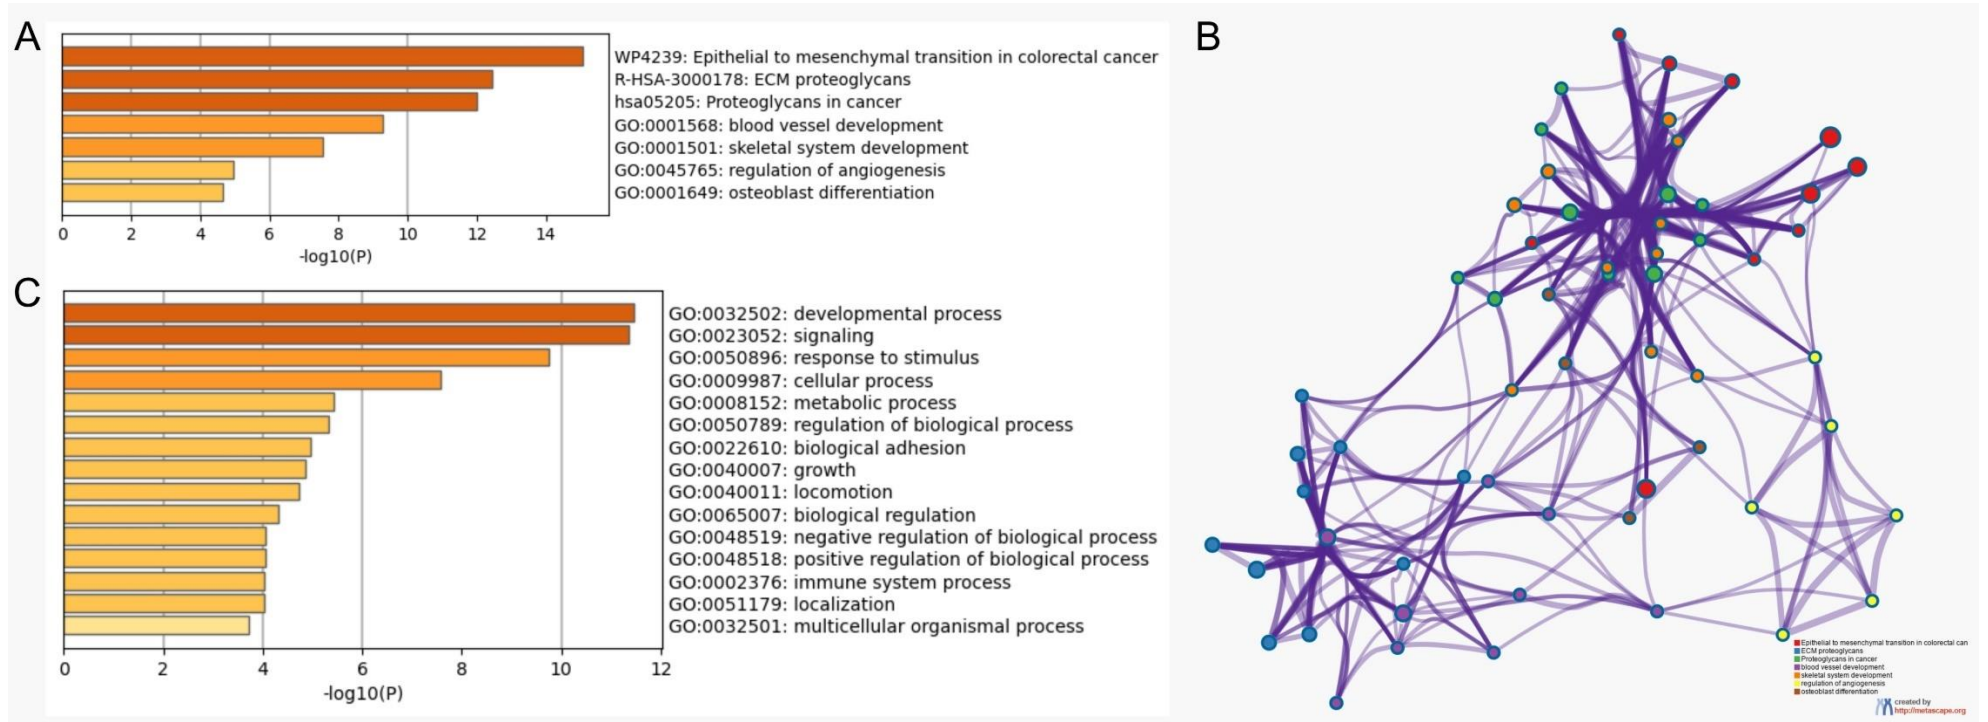 A
WP4239: Epithelial to mesenchymal transition in colorectal cancer
R-HSA-3000178: ECM proteoglycans
hsa05205: Proteoglycans in cancer
GO:0001568: blood vessel development
GO:0001501: skeletal system development
GO:0045765: regulation of angiogenesis
GO:0001649: osteoblast differentiation
0 2 4 6 8 10 12 14
-log10(P)
C
GO:0032502: developmental process
GO:0023052: signaling
GO:0050896: response to stimulus
GO:0009987: cellular process
GO:0008152: metabolic process
GO:0050789: regulation of biological process
GO:0022610: biological adhesion
GO:0040007: growth
GO:0040011: locomotion
GO:0065007: biological regulation
GO:0048519: negative regulation of biological process
GO:0048518: positive regulation of biological process
GO:0002376: immune system process
GO:0051179: localization
GO:0032501: multicellular organismal process
0 2 4 6 8 10 12
-log10(P)
B
Epithelial to mesenchymal transition in colorectal can
ECM proteoglycans
Proteoglycans in cancer
blood vessel development
skeletal system development
regulation of angiogenesis
osteoblast differentiation
created by
http://metascape.org